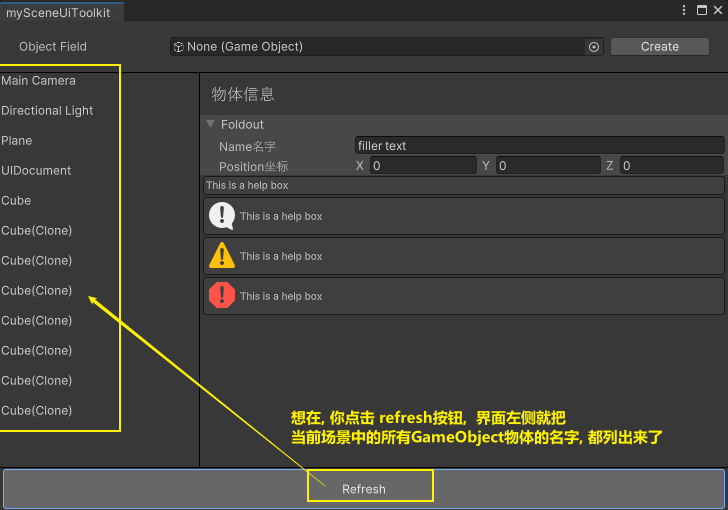 mySceneUiToolkit
Object Field
None (Game Object)
Create
Main Camera
Directional Light
Plane
UIDocument
Cube
Cube(Clone)
Cube(Clone)
Cube(Clone)
Cube(Clone)
Cube(Clone)
Cube(Clone)
Cube(Clone)
物体信息
Foldout
Name名字 filler text
Position坐标 X 0 Y 0 Z 0
This is a help box
This is a help box
This is a help box
This is a help box
想在, 你点击 refresh按钮, 界面左侧就把
当前场景中的所有GameObject物体的名字, 都列出来了
Refresh